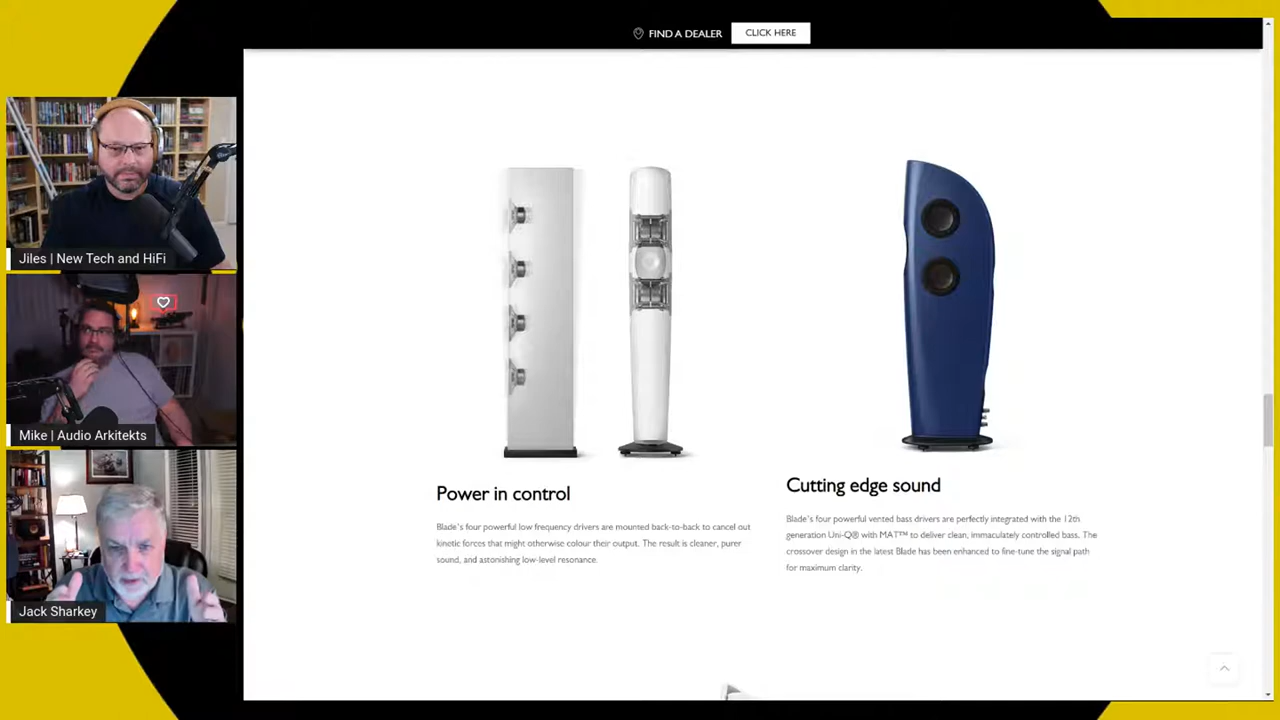 FIND A DEALER
CLICK HERE
Jiles | New Tech and HiFi
Mike | Audio Arkitekts
Jack Sharkey
Power in control
Blade's four powerful low frequency drivers are mounted back-to-back to cancel out
kinetic forces that might otherwise colour their output. The result is cleaner, purer
sound, and astonishing low-level resonance.
Cutting edge sound
Blade's four powerful vented bass drivers are perfectly integrated with the 12th
generation Uni-Q® with MAT™ to deliver clean, immaculately controlled bass. The
crossover design in the latest Blade has been enhanced to fine-tune the signal path
for maximum clarity.